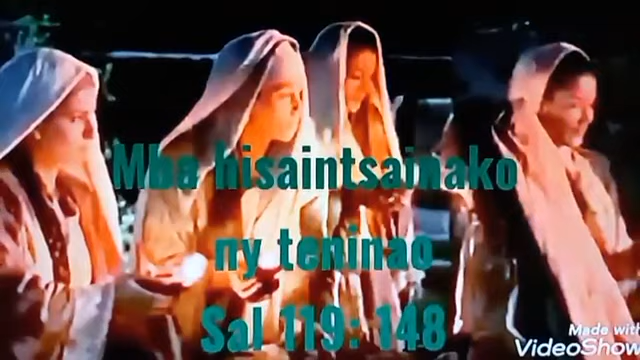 Mba hisaintsainako
ny teninao
Sal 119: 148
Made with
VideoShow